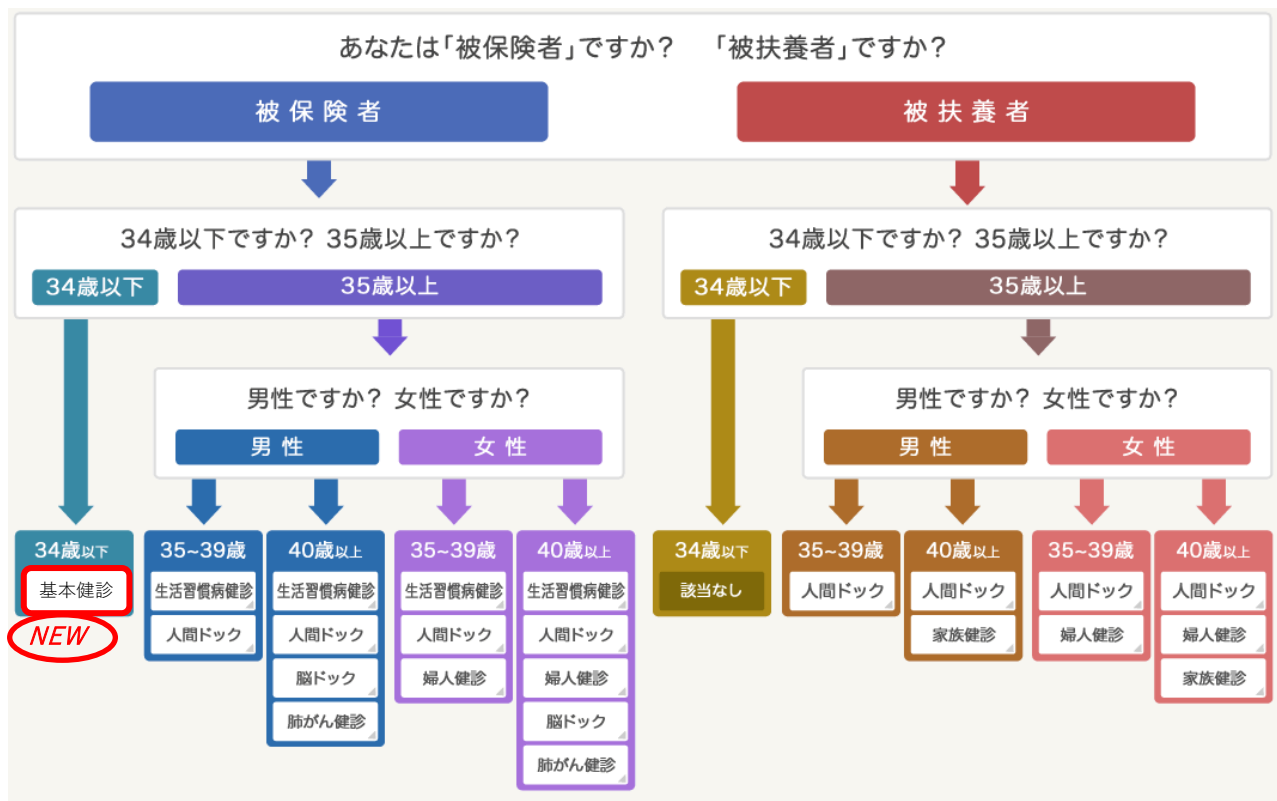 あなたは「被保険者」ですか？ 「被扶養者」ですか？
被保険者
被扶養者
34歳以下ですか？ 35歳以上ですか？
34歳以下
35歳以上
男性ですか？ 女性ですか？
男性
女性
34歳以下
基本健診
NEW
35~39歳
生活習慣病健診
人間ドック
40歳以上
生活習慣病健診
人間ドック
脳ドック
肺がん健診
35~39歳
生活習慣病健診
人間ドック
婦人健診
40歳以上
生活習慣病健診
人間ドック
婦人健診
脳ドック
肺がん健診
34歳以下ですか？ 35歳以上ですか？
34歳以下
35歳以上
男性ですか？ 女性ですか？
男性
女性
34歳以下
該当なし
35~39歳
人間ドック
40歳以上
人間ドック
家族健診
35~39歳
人間ドック
婦人健診
40歳以上
人間ドック
婦人健診
家族健診